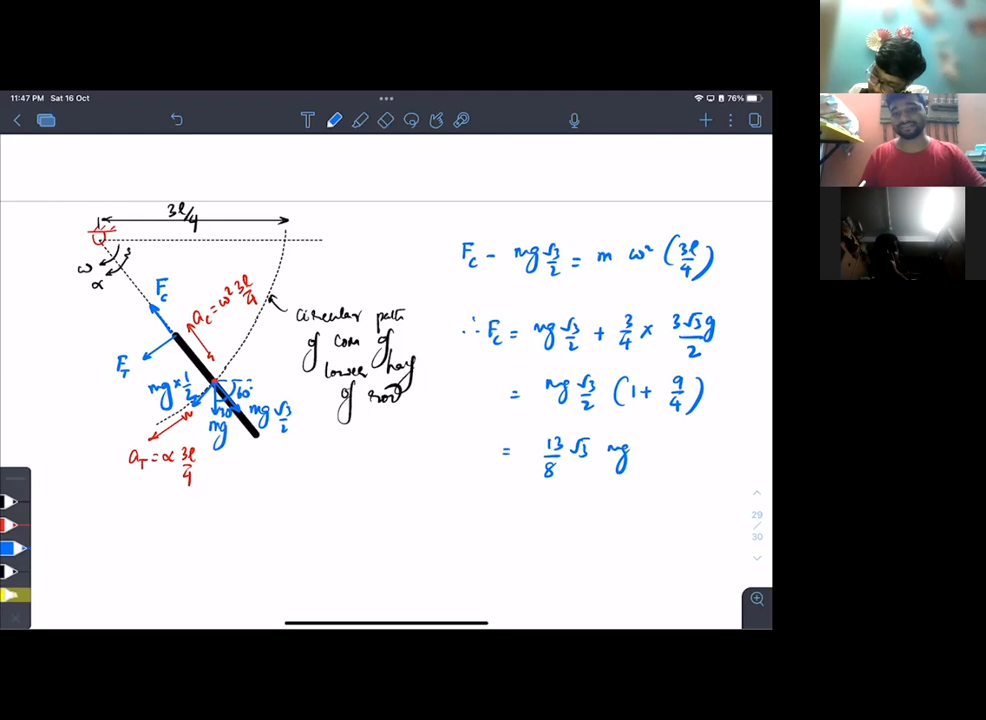 11:47 PM Sat 16 Oct
76%
3l/4
ω
α
F_c
a_c = ω² 3l/4
circular path
of com of
lower half
of rod
F_T
mg × 1/2
60°
30°
mg √3/2
mg
a_T = α 3l/4
F_c - mg √3/2 = m ω² (3l/4)
∴ F_c = mg √3/2 + 3/4 × 3√3g/2
= mg √3/2 (1 + 9/4)
= 13/8 √3 mg
29
/
30